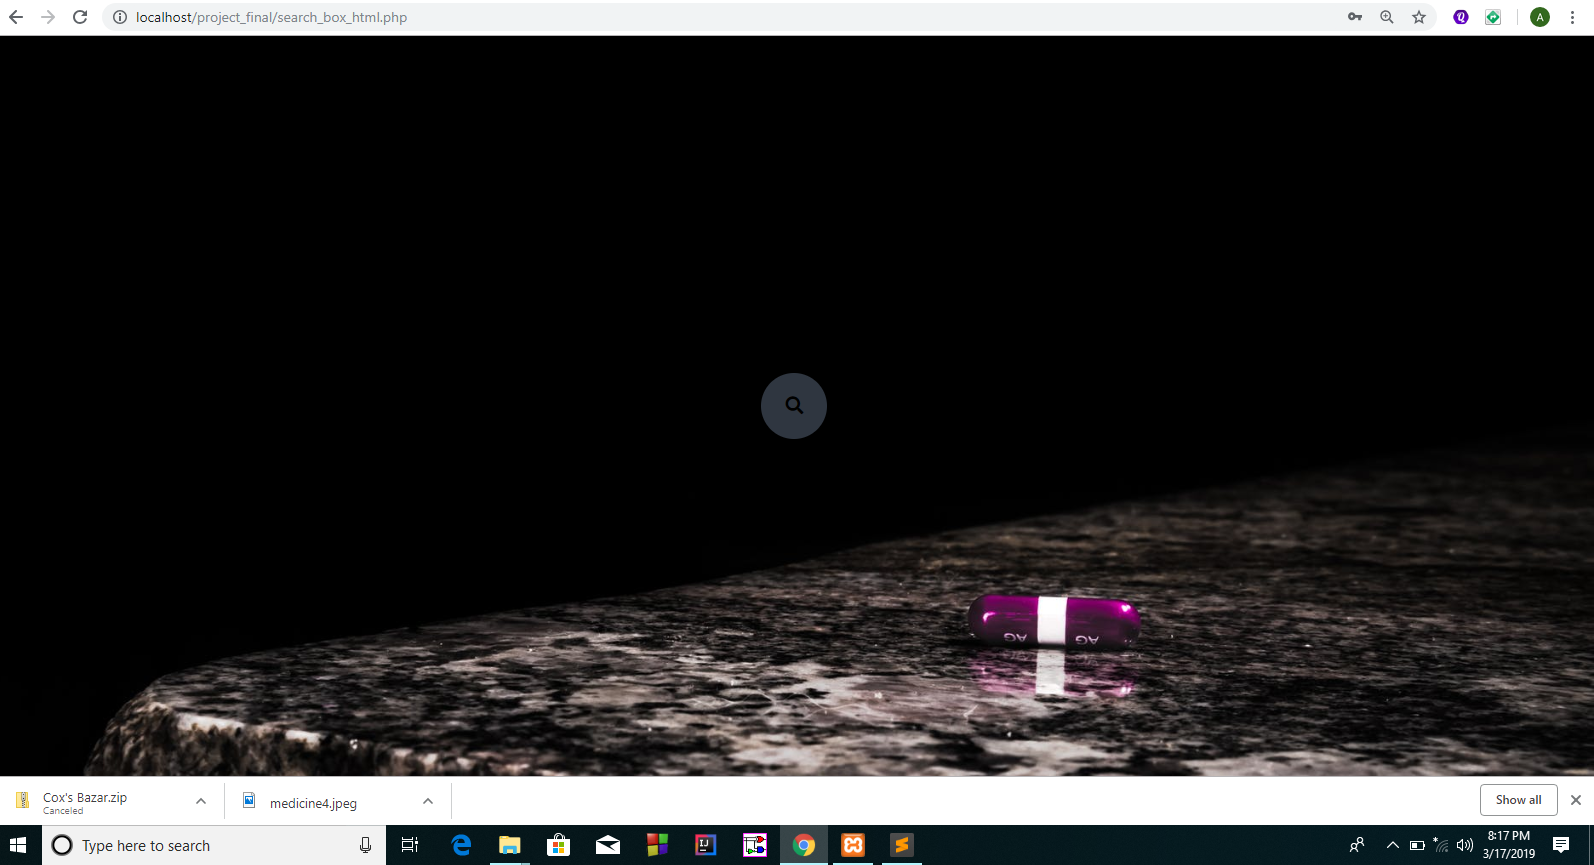 localhost/project_final/search_box_html.php
A
AG AG
Cox's Bazar.zip
Canceled
medicine4.jpeg
Show all
Type here to search
IJ
8:17 PM
3/17/2019